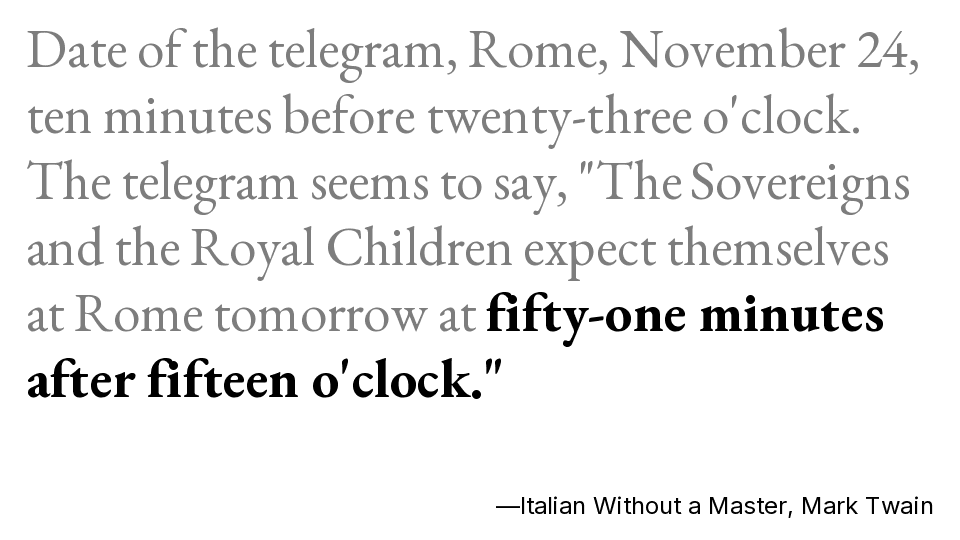 Date of the telegram, Rome, November 24,
ten minutes before twenty-three o'clock.
The telegram seems to say, "The Sovereigns
and the Royal Children expect themselves
at Rome tomorrow at fifty-one minutes
after fifteen o'clock."
—Italian Without a Master, Mark Twain